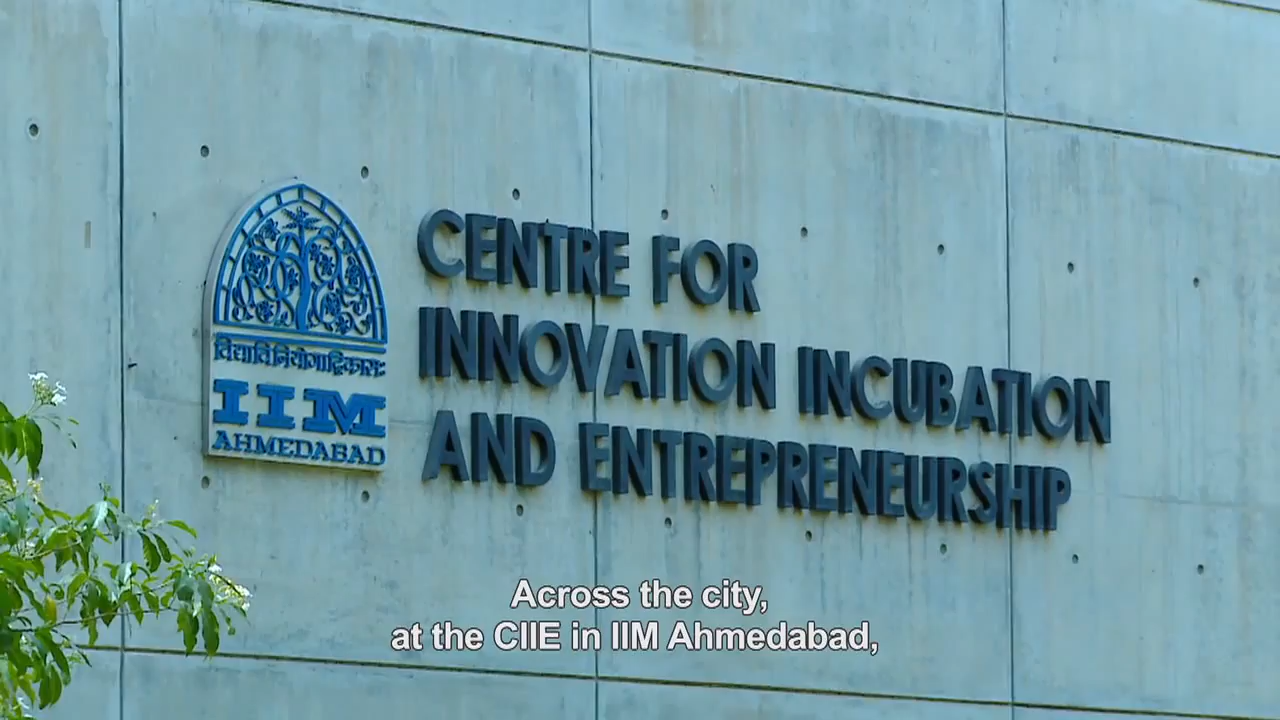 CENTRE FOR
INNOVATION INCUBATION
AND ENTREPRENEURSHIP
विद्याविनियोगाद्विकासः
IIM
AHMEDABAD
Across the city,
at the CIIE in IIM Ahmedabad,